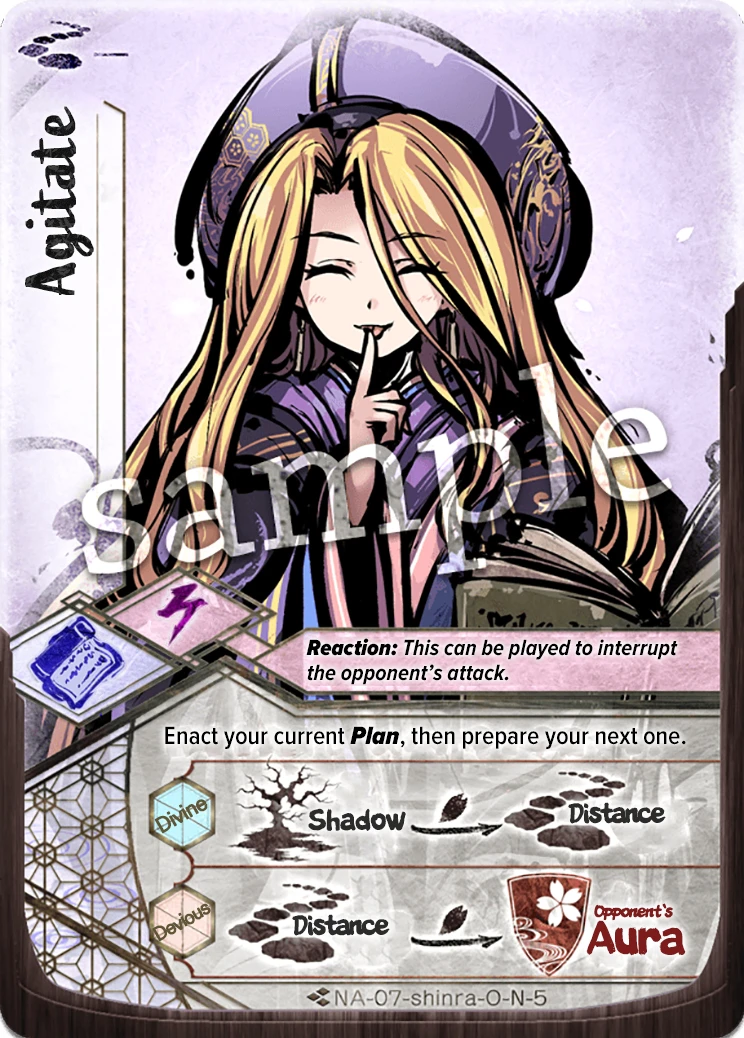 Agitate
sample
Reaction: This can be played to interrupt
the opponent's attack.
Enact your current Plan, then prepare your next one.
Divine
Shadow
Distance
Devious
Distance
Opponent's
Aura
NA-07-shinra-O-N-5